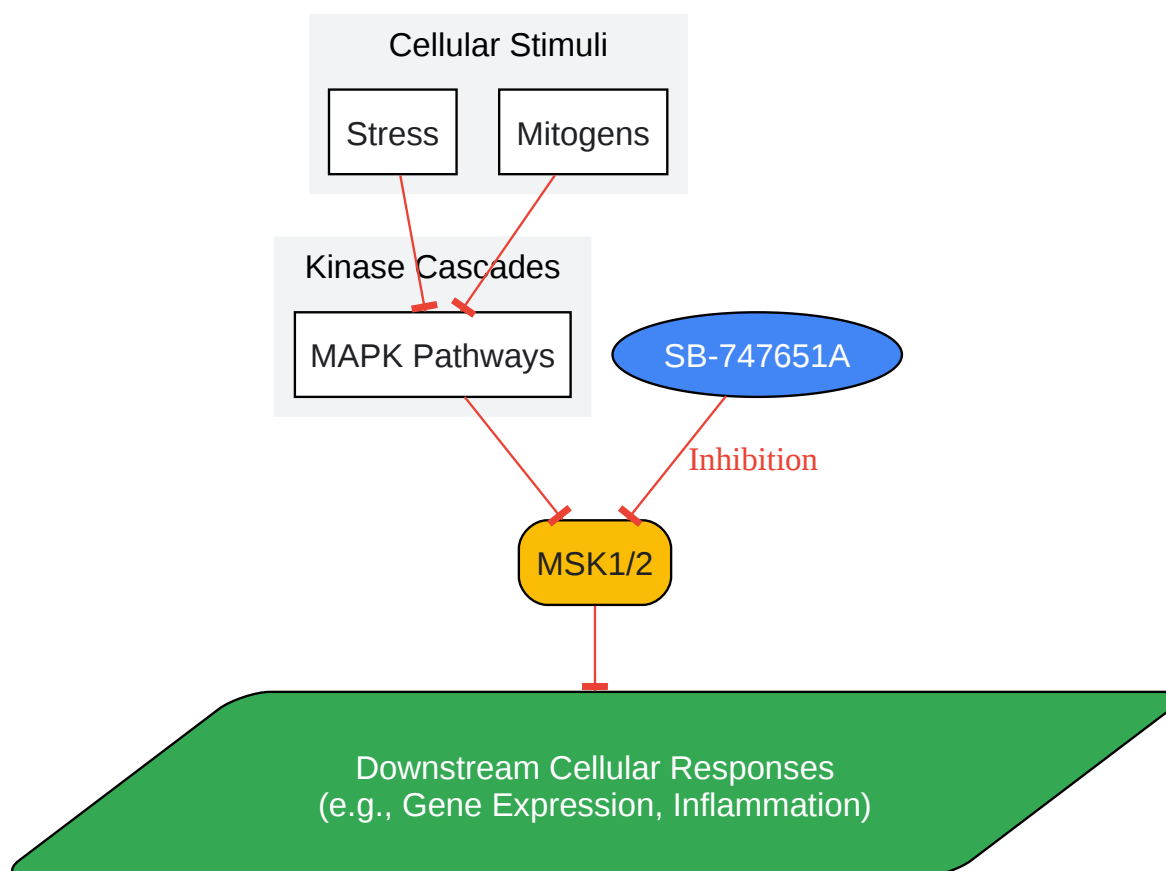 Cellular Stimuli
Stress
Mitogens
Kinase Cascades
MAPK Pathways
SB-747651A
Inhibition
MSK1/2
Downstream Cellular Responses
(e.g., Gene Expression, Inflammation)